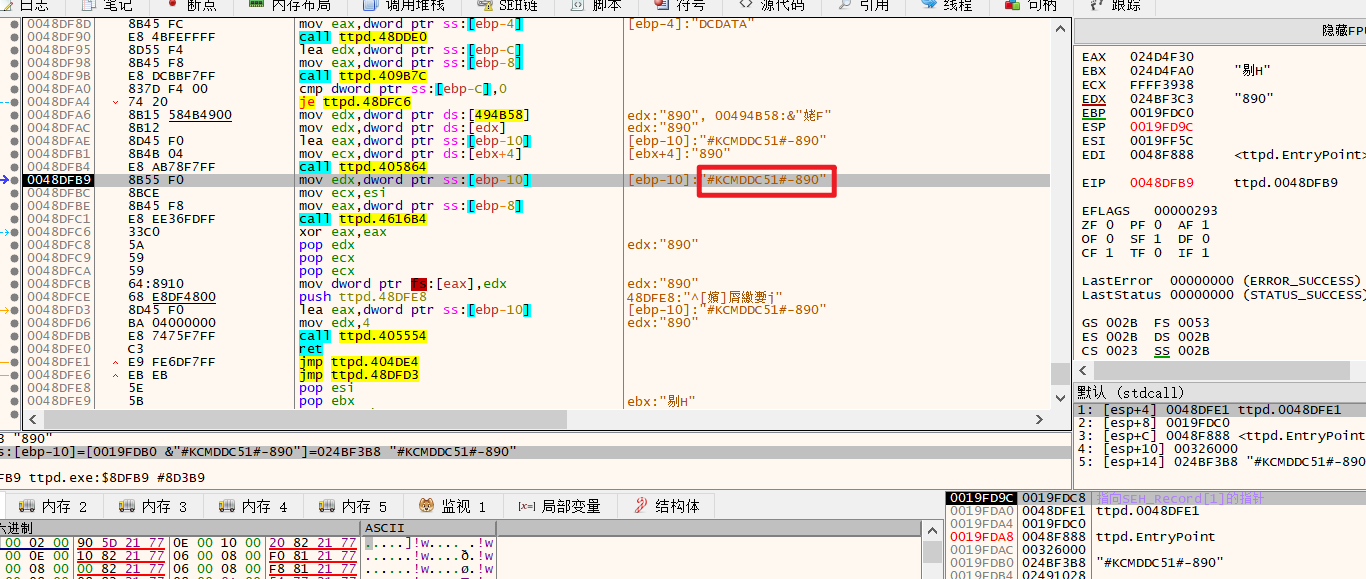 日志 笔记 断点 内存布局 调用堆栈 SEH链 脚本 符号 源代码 引用 线程 句柄 跟踪
0048DF8D 8B45 FC mov eax,dword ptr ss:[ebp-4] [ebp-4]:"DCDATA"
0048DF90 E8 4BFEFFFF call ttpd.48DDE0
0048DF95 8D55 F4 lea edx,dword ptr ss:[ebp-C]
0048DF98 8B45 F8 mov eax,dword ptr ss:[ebp-8]
0048DF9B E8 DCBBF7FF call ttpd.409B7C
0048DFA0 837D F4 00 cmp dword ptr ss:[ebp-C],0
0048DFA4 74 20 je ttpd.48DFC6
0048DFA6 8B15 584B4900 mov edx,dword ptr ds:[494B58] edx:"890", 00494B58:&"姥F"
0048DFAC 8B12 mov edx,dword ptr ds:[edx] edx:"890"
0048DFAE 8D45 F0 lea eax,dword ptr ss:[ebp-10] [ebp-10]:"#KCMDDC51#-890"
0048DFB1 8B4B 04 mov ecx,dword ptr ds:[ebx+4] [ebx+4]:"890"
0048DFB4 E8 AB78F7FF call ttpd.405864
0048DFB9 8B55 F0 mov edx,dword ptr ss:[ebp-10] [ebp-10]:"#KCMDDC51#-890"
0048DFBC 8BCE mov ecx,esi
0048DFBE 8B45 F8 mov eax,dword ptr ss:[ebp-8]
0048DFC1 E8 EE36FDFF call ttpd.4616B4
0048DFC6 33C0 xor eax,eax
0048DFC8 5A pop edx edx:"890"
0048DFC9 59 pop ecx
0048DFCA 59 pop ecx
0048DFCB 64:8910 mov dword ptr fs:[eax],edx edx:"890"
0048DFCE 68 E8DF4800 push ttpd.48DFE8 48DFE8:"^[嬪]屑繳嬱j"
0048DFD3 8D45 F0 lea eax,dword ptr ss:[ebp-10] [ebp-10]:"#KCMDDC51#-890"
0048DFD6 BA 04000000 mov edx,4 edx:"890"
0048DFDB E8 7475F7FF call ttpd.405554
0048DFE0 C3 ret
0048DFE1 E9 FE6DF7FF jmp ttpd.404DE4
0048DFE6 EB EB jmp ttpd.48DFD3
0048DFE8 5E pop esi
0048DFE9 5B pop ebx ebx:"剔H"
隐藏FPU
EAX 024D4F30
EBX 024D4FA0 "剔H"
ECX FFFF3938
EDX 024BF3C3 "890"
EBP 0019FDC0
ESP 0019FD9C
ESI 0019FF5C
EDI 0048F888 <ttpd.EntryPoint>
EIP 0048DFB9 ttpd.0048DFB9
EFLAGS 00000293
ZF 0 PF 0 AF 1
OF 0 SF 1 DF 0
CF 1 TF 0 IF 1
LastError 00000000 (ERROR_SUCCESS)
LastStatus 00000000 (STATUS_SUCCESS)
GS 002B FS 0053
ES 002B DS 002B
CS 0023 SS 002B
默认 (stdcall)
1: [esp+4] 0048DFE1 ttpd.0048DFE1
2: [esp+8] 0019FDC0
3: [esp+C] 0048F888 <ttpd.EntryPoint>
4: [esp+10] 00326000
5: [esp+14] 024BF3B8 "#KCMDDC51#-890"
3 "890"
s:[ebp-10]=[0019FDB0 &"#KCMDDC51#-890"]=024BF3B8 "#KCMDDC51#-890"
FB9 ttpd.exe:$8DFB9 #8D3B9
内存 2 内存 3 内存 4 内存 5 监视 1 局部变量 结构体
六进制 ASCII
00 02 00 90 5D 21 77 0E 00 10 00 20 82 21 77 .....]!w.... .!w
00 0E 00 10 82 21 77 06 00 08 00 F0 81 21 77
00 08 00 00 82 21 77 06 00 08 00 F8 81 21 77
0019FD9C 0019FDC8 指向SEH_Record[1]的指针
0019FDA0 0048DFE1 ttpd.0048DFE1
0019FDA4 0019FDC0
0019FDA8 0048F888 ttpd.EntryPoint
0019FDAC 00326000
0019FDB0 024BF3B8 "#KCMDDC51#-890"
0019FDB4 02491028